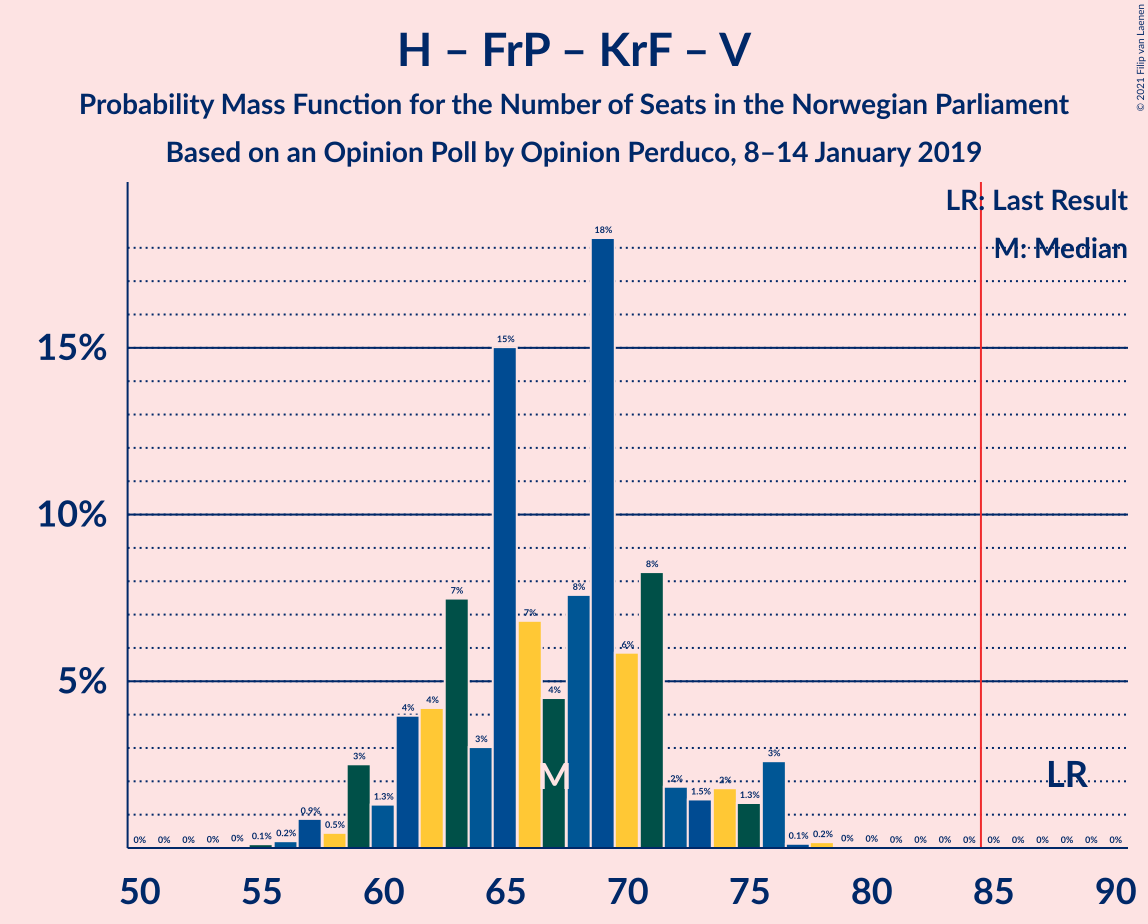 H – FrP – KrF – V
Probability Mass Function for the Number of Seats in the Norwegian Parliament
Based on an Opinion Poll by Opinion Perduco, 8–14 January 2019
© 2021 Filip van Laenen
LR: Last Result
M: Median
15%
10%
5%
0% 0% 0% 0% 0% 0.1% 0.2% 0.9% 0.5% 3% 1.3% 4% 4% 7% 3% 15% 7% 4% 8% 18% 6% 8% 2% 1.5% 2% 1.3% 3% 0.1% 0.2% 0% 0% 0% 0% 0% 0% 0% 0% 0% 0% 0% 0%
M
LR
50 55 60 65 70 75 80 85 90